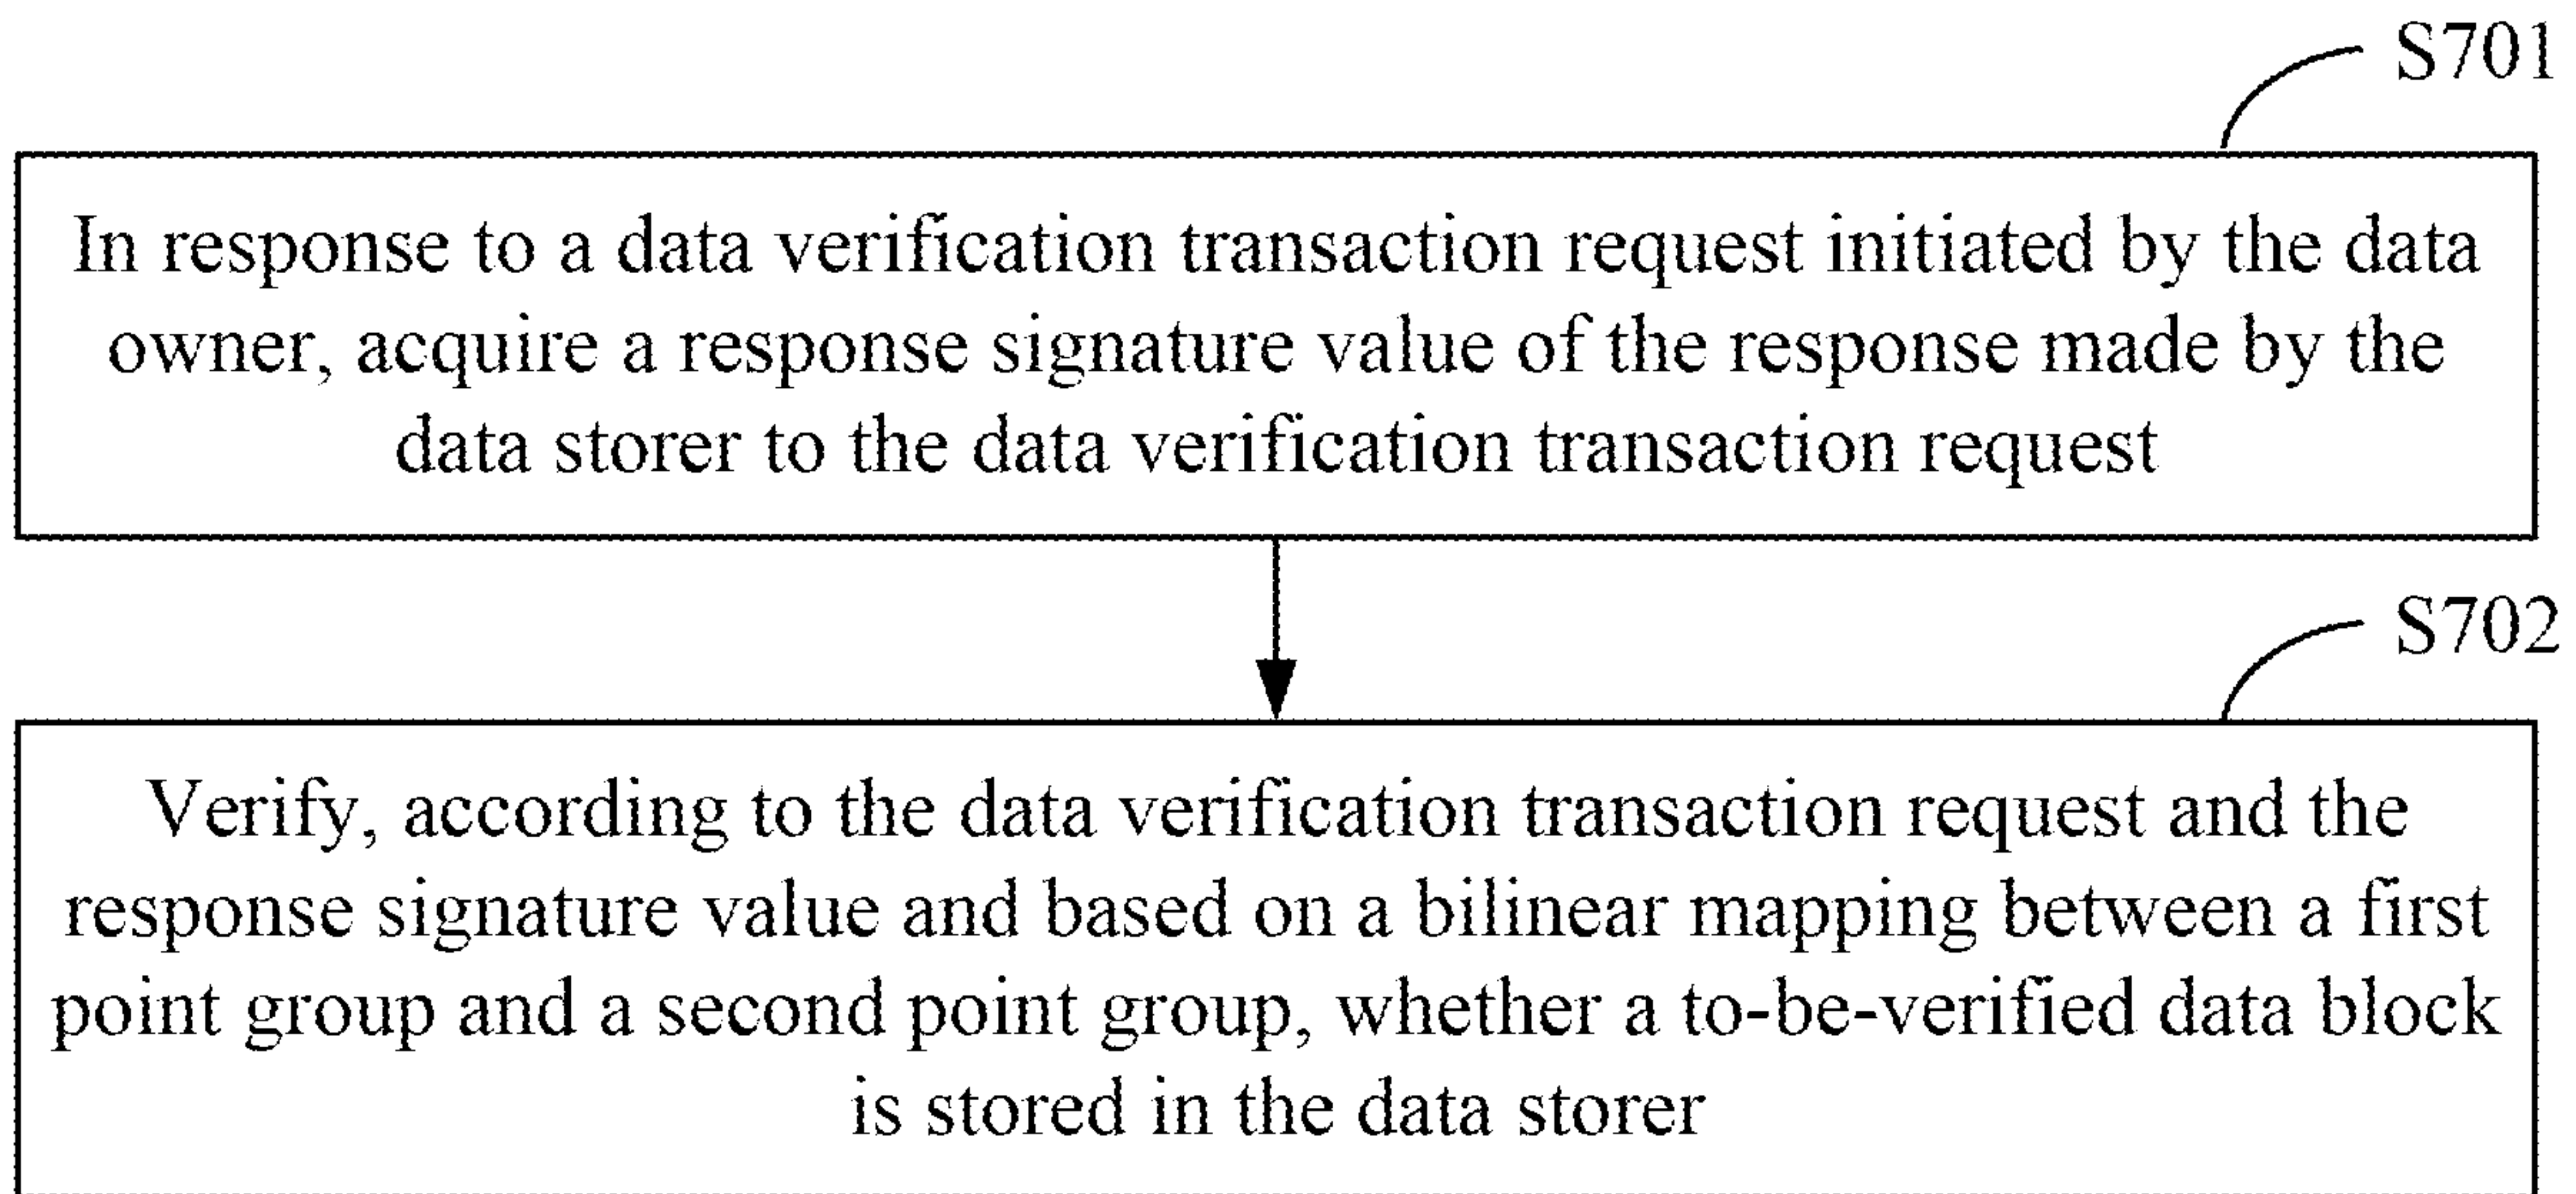 S701
In response to a data verification transaction request initiated by the data
owner, acquire a response signature value of the response made by the
data storer to the data verification transaction request
S702
Verify, according to the data verification transaction request and the
response signature value and based on a bilinear mapping between a first
point group and a second point group, whether a to-be-verified data block
is stored in the data storer